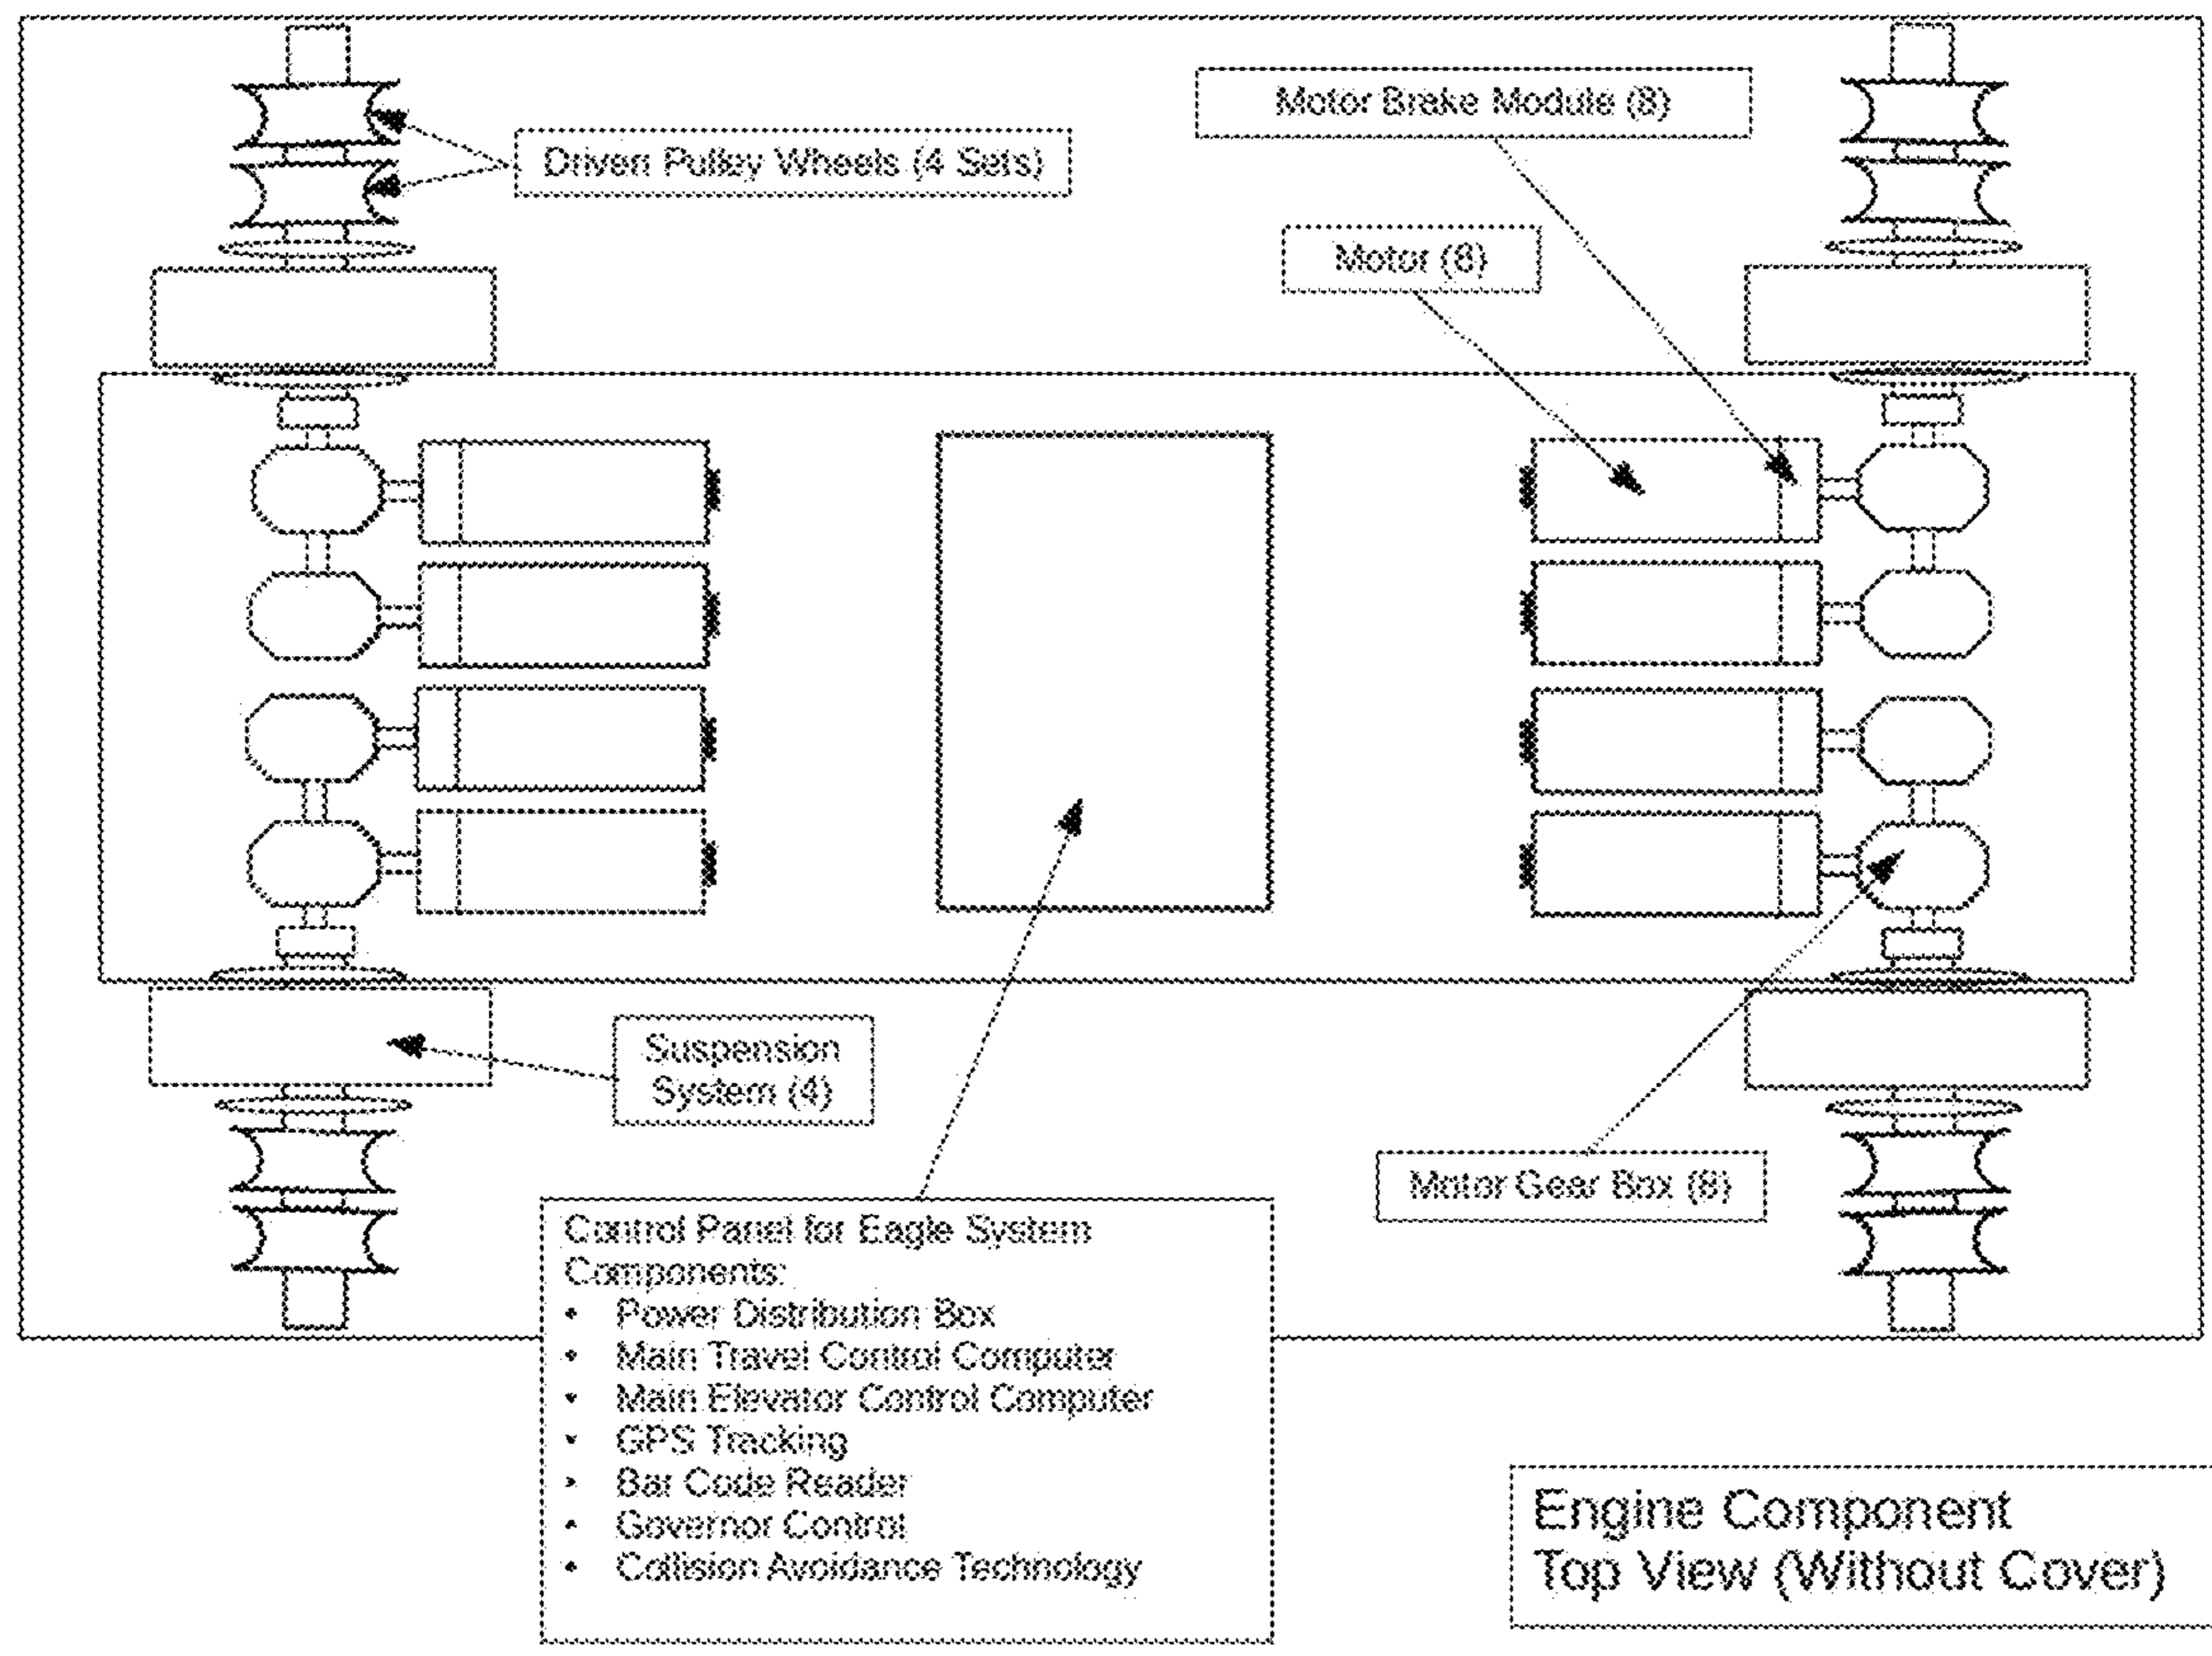 Motor Brake Module (8)
Driven Pulley Wheels (4 Sets)
Motor (8)
Suspension
System (4)
Motor Gear Box (8)
Control Panel for Eagle System
Components:
• Power Distribution Box
• Main Travel Control Computer
• Main Elevator Control Computer
• GPS Tracking
• Bar Code Reader
• Governor Control
• Collision Avoidance Technology
Engine Component
Top View (Without Cover)